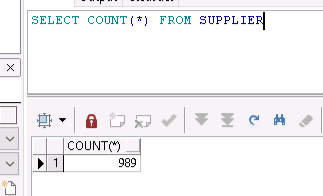 SELECT COUNT(*) FROM SUPPLIER
COUNT(*)
1 989